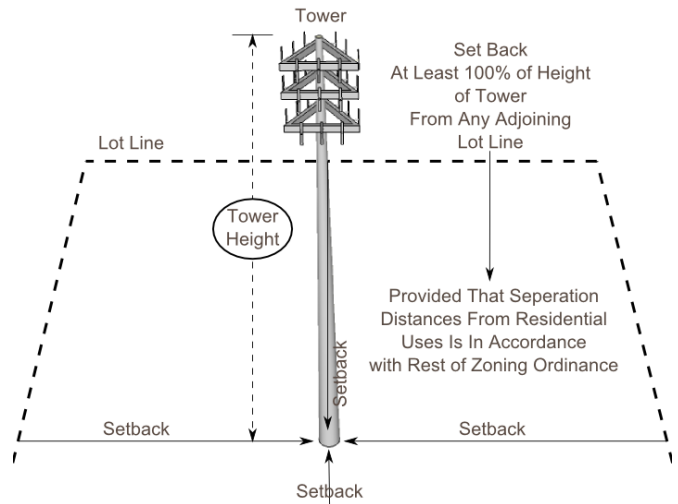 Tower
Set Back
At Least 100% of Height
of Tower
From Any Adjoining
Lot Line
Lot Line
Tower
Height
Provided That Seperation
Distances From Residential
Uses Is In Accordance
with Rest of Zoning Ordinance
Setback
Setback
Setback
Setback